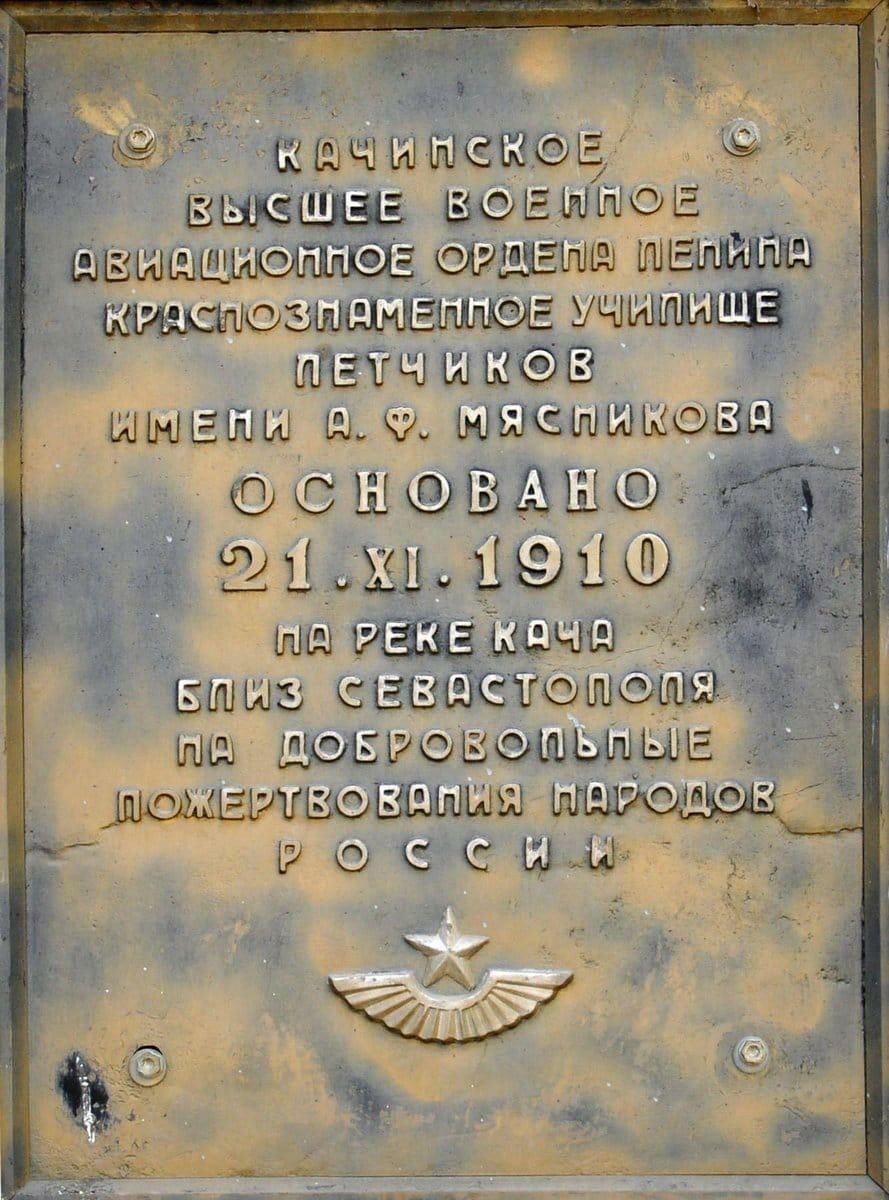 КАЧИНСКОЕ
ВЫСШЕЕ ВОЕННОЕ
АВИАЦИОННОЕ ОРДЕНА ЛЕНИНА
КРАСНОЗНАМЕННОЕ УЧИЛИЩЕ
ЛЕТЧИКОВ
ИМЕНИ А. Ф. МЯСНИКОВА
ОСНОВАНО
21. XI. 1910
НА РЕКЕ КАЧА
БЛИЗ СЕВАСТОПОЛЯ
НА ДОБРОВОЛЬНЫЕ
ПОЖЕРТВОВАНИЯ НАРОДОВ
РОССИИ